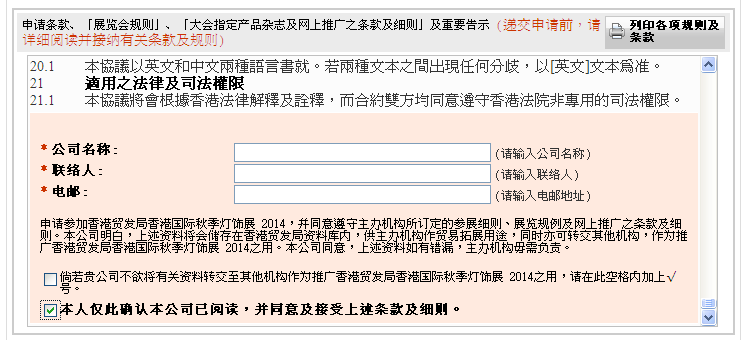 申请条款、「展览会规则」、「大会指定产品杂志及网上推广之条款及细则」及重要告示 (递交申请前，请
详细阅读并接纳有关条款及规则)
列印各项规则及
条款
20.1 本協議以英文和中文兩種語言書就。若兩種文本之間出現任何分歧，以[英文]文本爲准。
21 適用之法律及司法權限
21.1 本協議將會根據香港法律解釋及詮釋，而合約雙方均同意遵守香港法院非專用的司法權限。
* 公司名称: (请输入公司名称)
* 联络人: (请输入联络人)
* 电邮: (请输入电邮地址)
申请参加香港贸发局香港国际秋季灯饰展 2014，并同意遵守主办机构所订定的参展细则、展览规例及网上推广之条款及细
则。本公司明白，上述资料将会储存在香港贸发局资料库内，供主办机构作贸易拓展用途，同时亦可转交其他机构，作为推
广香港贸发局香港国际秋季灯饰展 2014之用。本公司同意，上述资料如有错漏，主办机构毋需负责。
倘若贵公司不欲将有关资料转交至其他机构作为推广香港贸发局香港国际秋季灯饰展 2014之用，请在此空格内加上√
号。
本人仅此确认本公司已阅读，并同意及接受上述条款及细则。